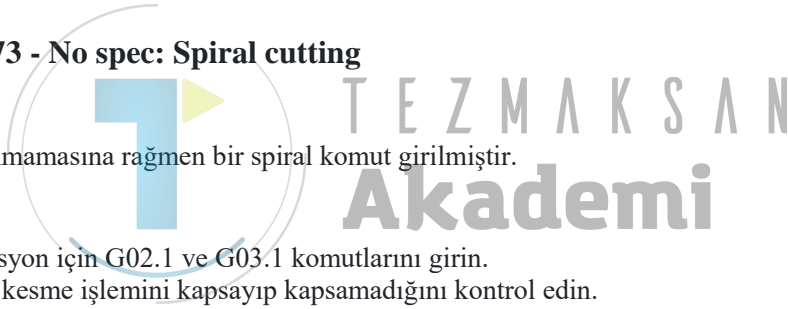 73 - No spec: Spiral cutting
TEZMAKSAN
mamasına rağmen bir spiral komut girilmiştir.
Akademi
syon için G02.1 ve G03.1 komutlarını girin.
kesme işlemini kapsayıp kapsamadığını kontrol edin.